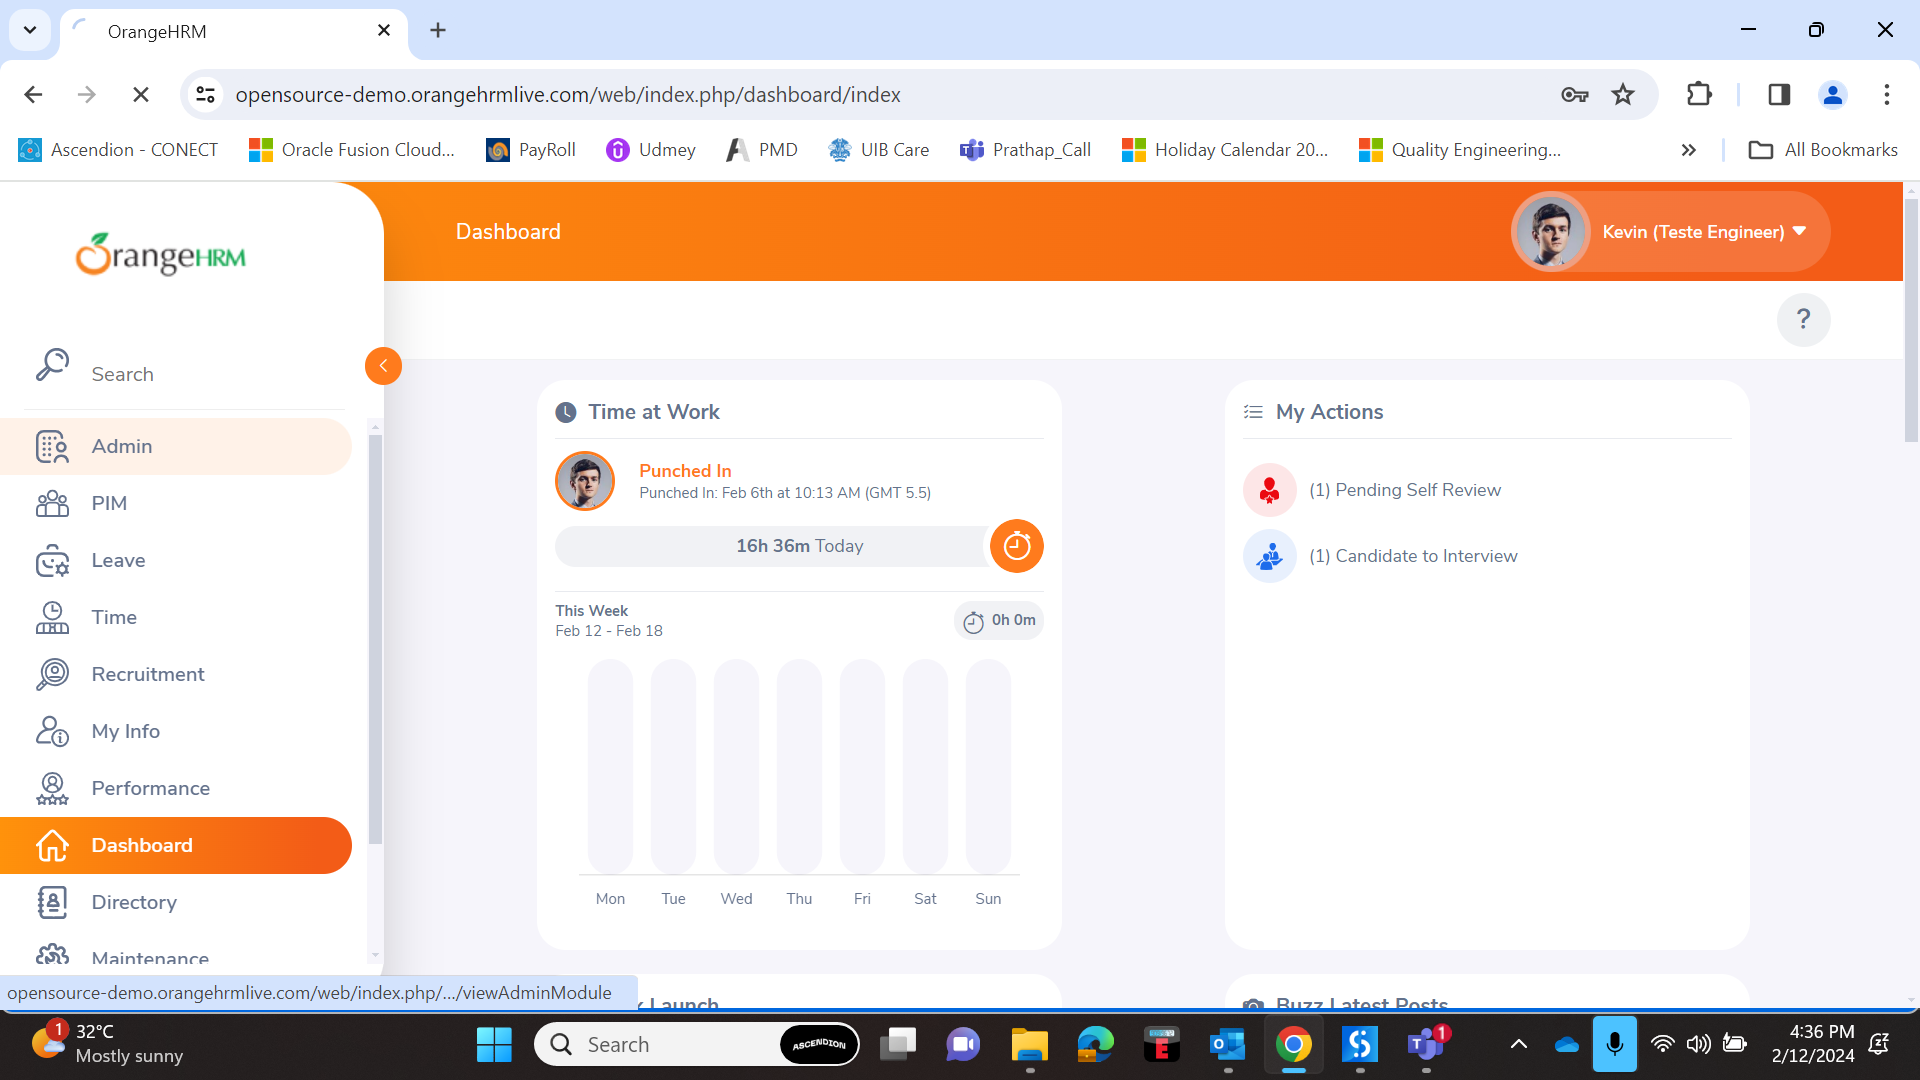 OrangeHRM
opensource-demo.orangehrmlive.com/web/index.php/dashboard/index
Ascendion - CONECT
Oracle Fusion Cloud...
PayRoll
Udmey
PMD
UIB Care
Prathap_Call
Holiday Calendar 20...
Quality Engineering...
All Bookmarks
OrangeHRM
Dashboard
Kevin (Teste Engineer)
?
Search
Admin
PIM
Leave
Time
Recruitment
My Info
Performance
Dashboard
Directory
Maintenance
Time at Work
Punched In
Punched In: Feb 6th at 10:13 AM (GMT 5.5)
16h 36m Today
This Week
Feb 12 - Feb 18
0h 0m
Mon Tue Wed Thu Fri Sat Sun
My Actions
(1) Pending Self Review
(1) Candidate to Interview
k Launch
Buzz Latest Posts
opensource-demo.orangehrmlive.com/web/index.php/.../viewAdminModule
1
32°C
Mostly sunny
Search
ASCENDION
1
4:36 PM
2/12/2024